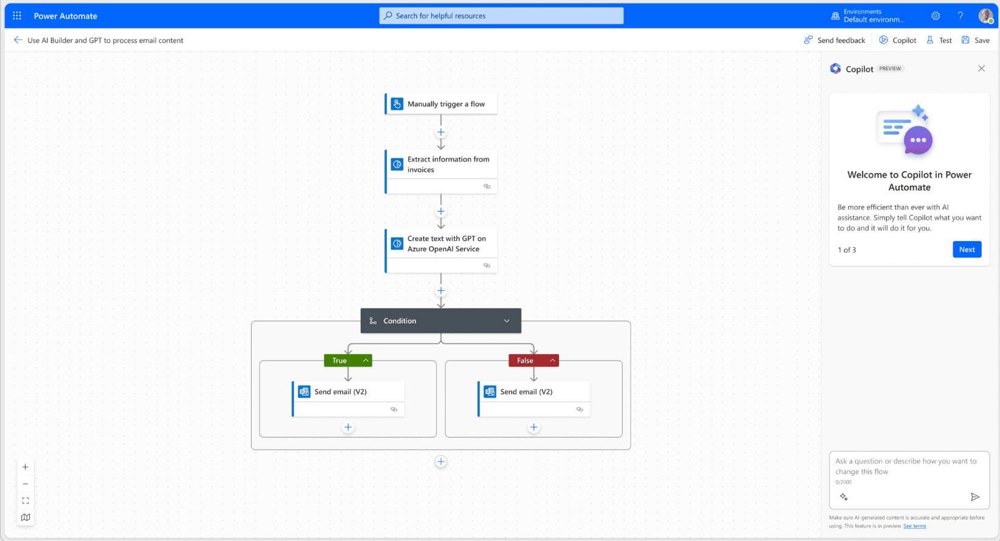 Power Automate
Search for helpful resources
Environments
Default environm...
?
Use AI Builder and GPT to process email content
Send feedback
Copilot
Test
Save
Manually trigger a flow
Extract information from
invoices
Create text with GPT on
Azure OpenAI Service
Condition
True
False
Send email (V2)
Send email (V2)
Copilot PREVIEW
Welcome to Copilot in Power
Automate
Be more efficient than ever with AI
assistance. Simply tell Copilot what you want
to do and it will do it for you.
1 of 3
Next
Ask a question or describe how you want to
change this flow
0/2000
Make sure AI-generated content is accurate and appropriate before
using. This feature is in preview. See terms